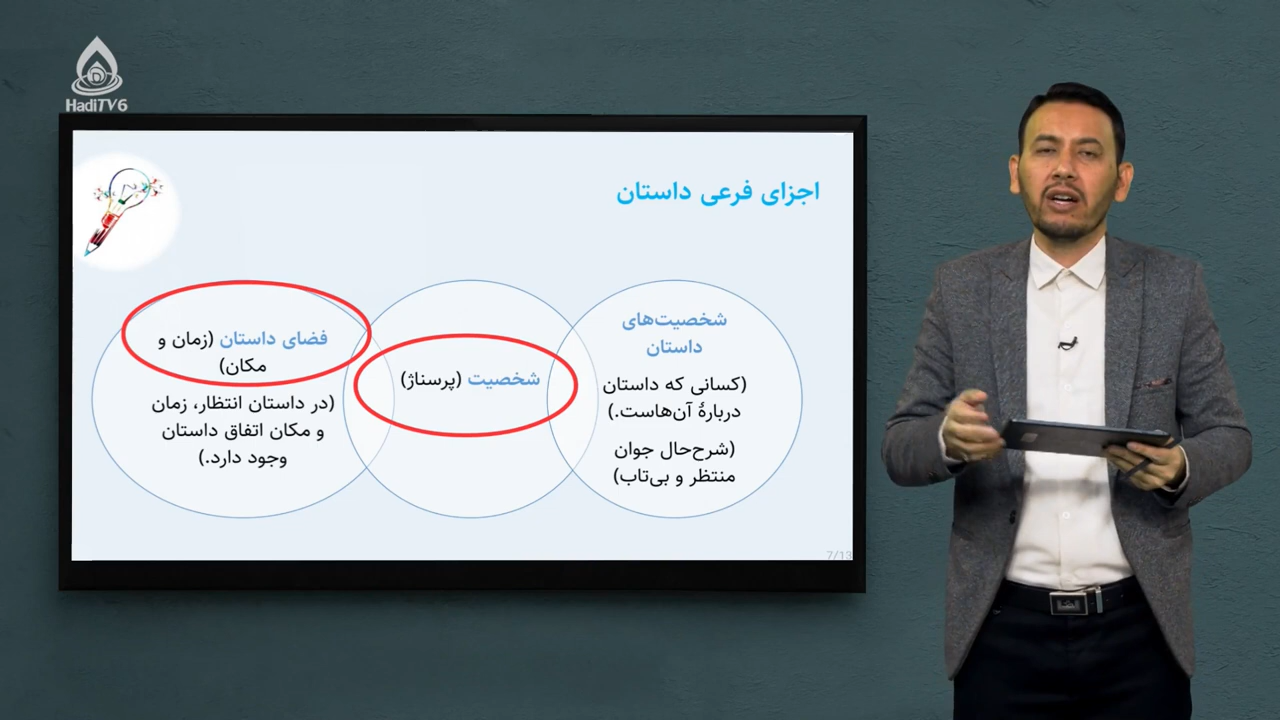 HadiTV6
اجزای فرعی داستان
شخصیت‌های
داستان
(کسانی که داستان
دربارهٔ آن‌هاست.)
(شرح‌حال جوان
منتظر و بی‌تاب)
شخصیت (پرسناژ)
فضای داستان (زمان و
مکان)
(در داستان انتظار، زمان
و مکان اتفاق داستان
وجود دارد.)
7/13